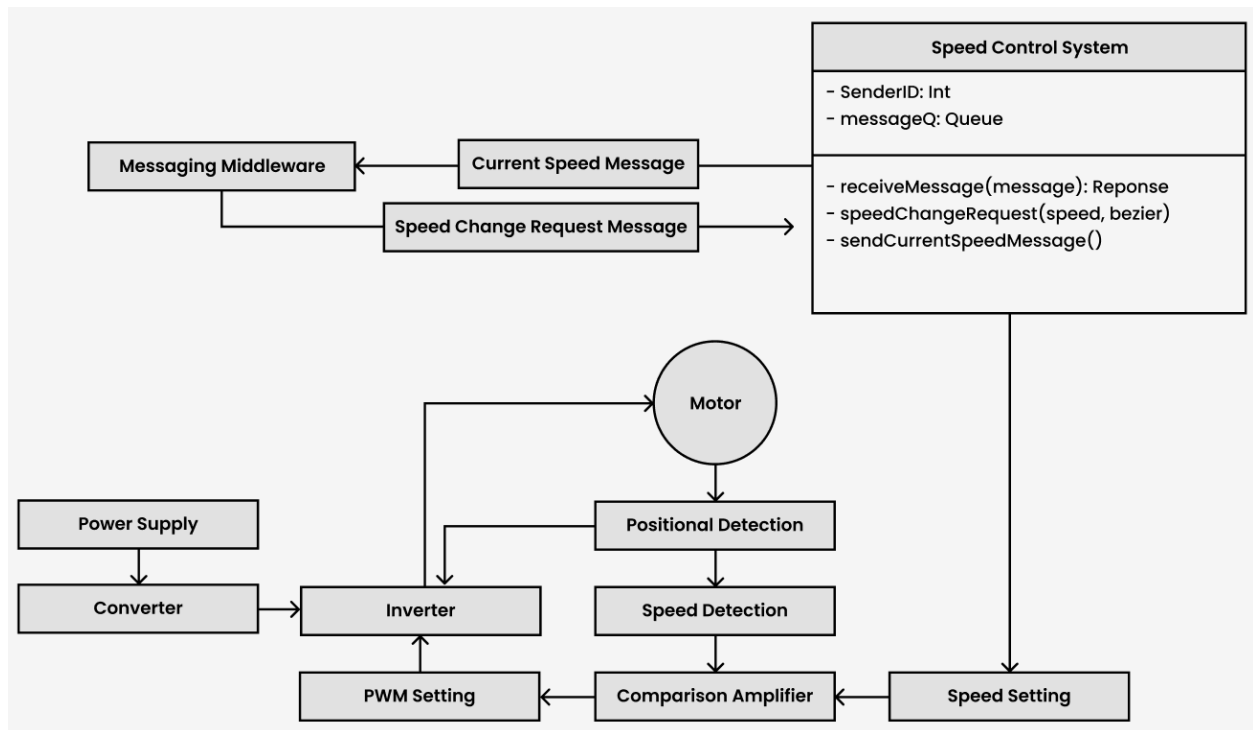 Speed Control System
- SenderID: Int
- messageQ: Queue
- receiveMessage(message): Reponse
- speedChangeRequest(speed, bezier)
- sendCurrentSpeedMessage()
Messaging Middleware
Current Speed Message
Speed Change Request Message
Motor
Power Supply
Positional Detection
Converter
Inverter
Speed Detection
PWM Setting
Comparison Amplifier
Speed Setting